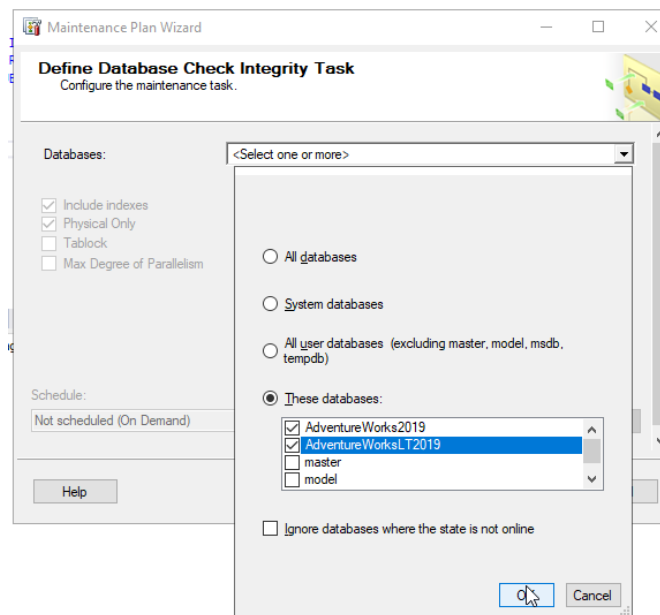 Maintenance Plan Wizard
Define Database Check Integrity Task
Configure the maintenance task.
Databases:
<Select one or more>
Include indexes
Physical Only
Tablock
Max Degree of Parallelism
All databases
System databases
All user databases (excluding master, model, msdb,
tempdb)
These databases:
AdventureWorks2019
AdventureWorksLT2019
master
model
Ignore databases where the state is not online
Schedule:
Not scheduled (On Demand)
Help
Cancel